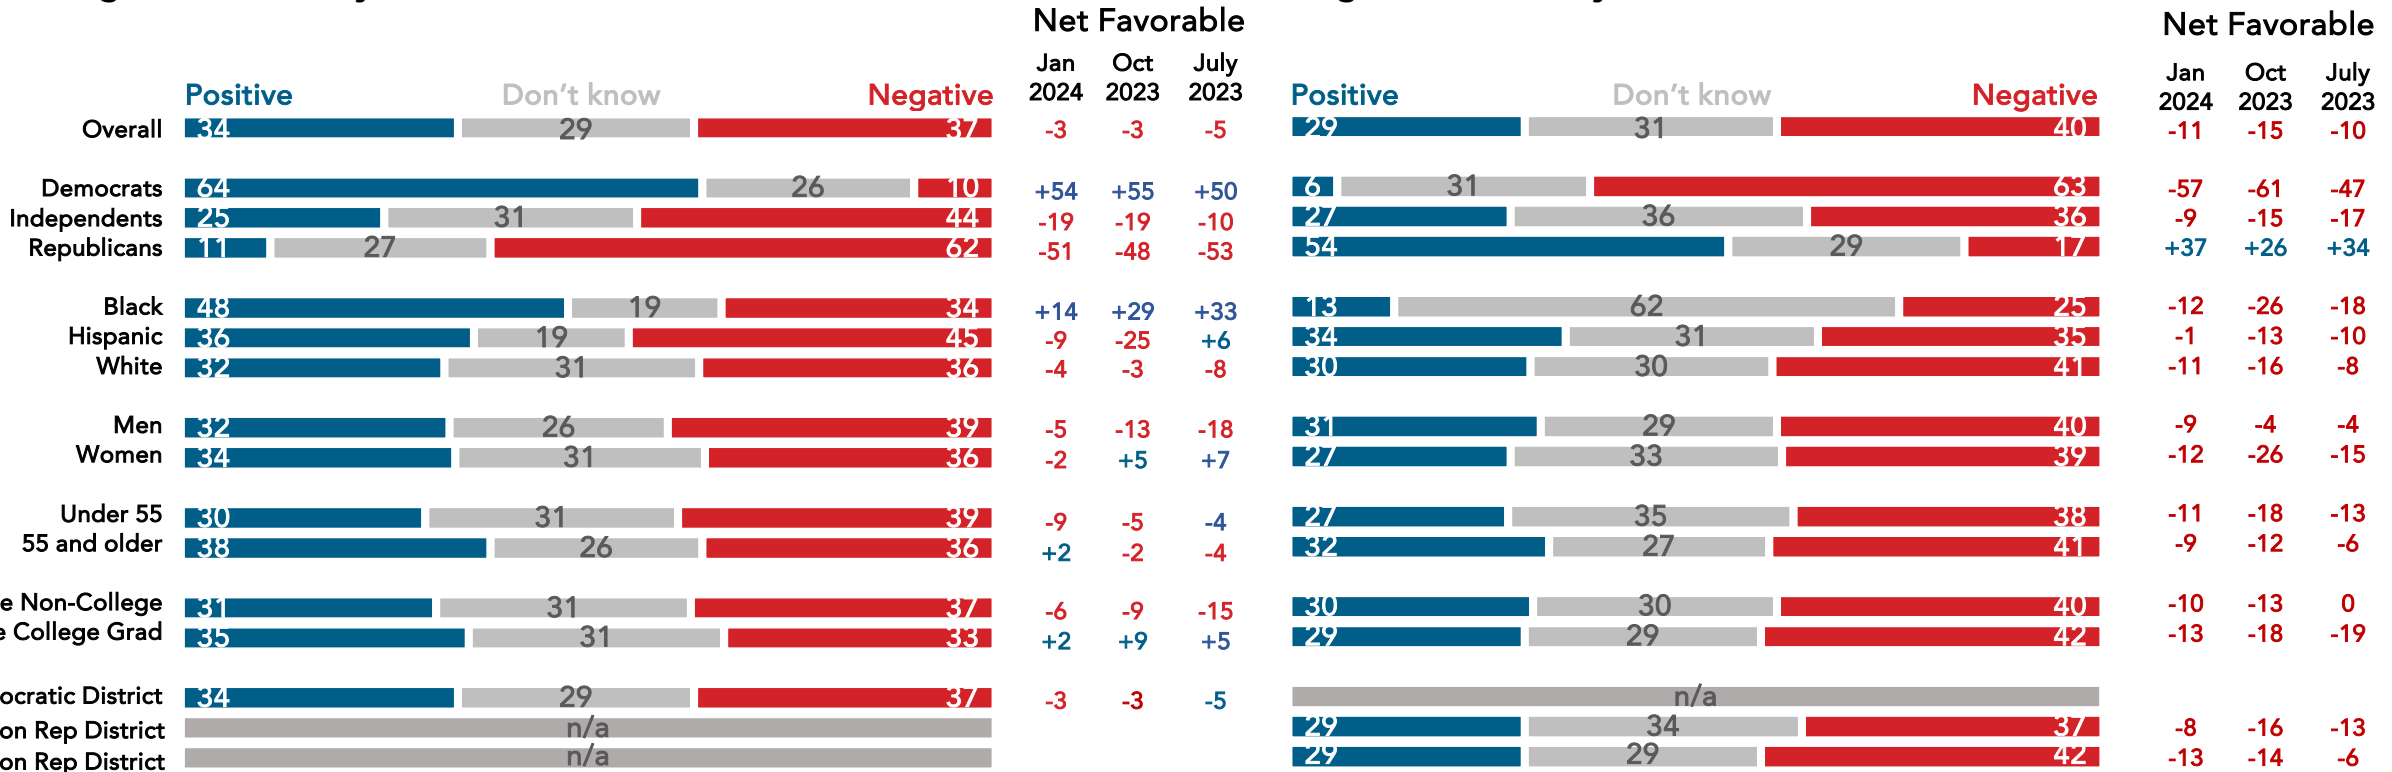 Net Favorable Net Favorable
Jan Oct July Jan Oct July
Positive Don't know Negative 2024 2023 2023 Positive Don't know Negative 2024 2023 2023
Overall 34 29 37 -3 -3 -5 29 31 40 -11 -15 -10
Democrats 64 26 10 +54 +55 +50 6 31 63 -57 -61 -47
Independents 25 31 44 -19 -19 -10 27 36 36 -9 -15 -17
Republicans 11 27 62 -51 -48 -53 54 29 17 +37 +26 +34
Black 48 19 34 +14 +29 +33 13 62 25 -12 -26 -18
Hispanic 36 19 45 -9 -25 +6 34 31 35 -1 -13 -10
White 32 31 36 -4 -3 -8 30 30 41 -11 -16 -8
Men 32 26 39 -5 -13 -18 31 29 40 -9 -4 -4
Women 34 31 36 -2 +5 +7 27 33 39 -12 -26 -15
Under 55 30 31 39 -9 -5 -4 27 35 38 -11 -18 -13
55 and older 38 26 36 +2 -2 -4 32 27 41 -9 -12 -6
e Non-College 31 31 37 -6 -9 -15 30 30 40 -10 -13 0
e College Grad 35 31 33 +2 +9 +5 29 29 42 -13 -18 -19
ocratic District 34 29 37 -3 -3 -5 n/a
on Rep District n/a 29 34 37 -8 -16 -13
on Rep District n/a 29 29 42 -13 -14 -6